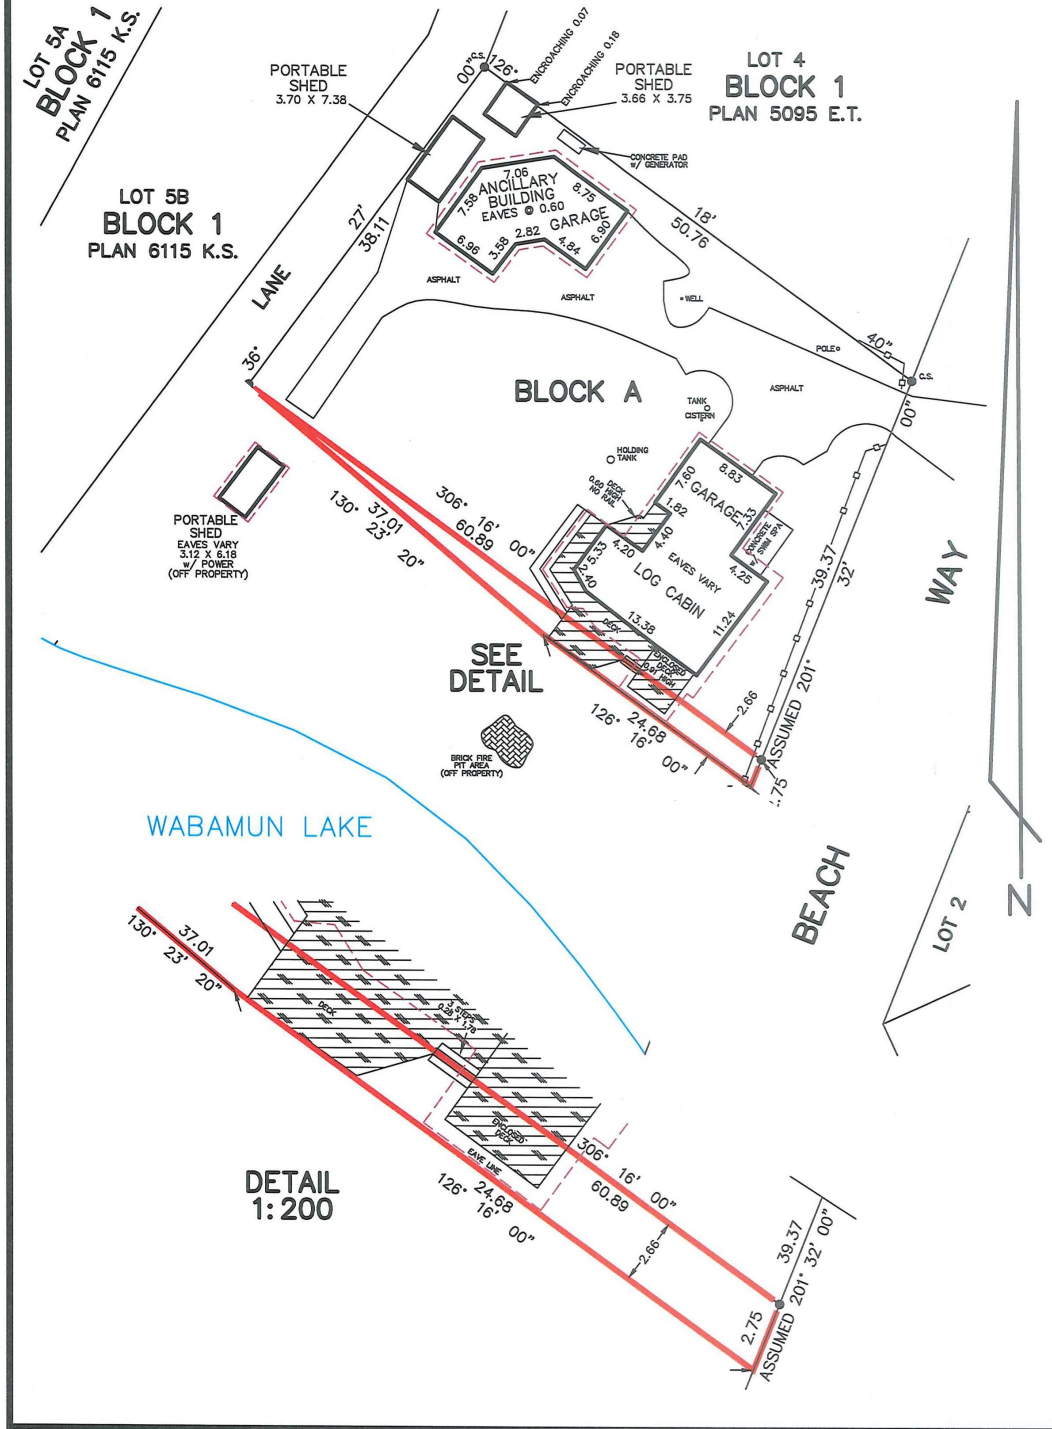 LOT 5A
BLOCK 1
PLAN 6115 K.S.
LOT 5B
BLOCK 1
PLAN 6115 K.S.
PORTABLE
SHED
3.70 X 7.38
00"
C.S.
126°
ENCROACHING 0.07
ENCROACHING 0.18
PORTABLE
SHED
3.66 X 3.75
LOT 4
BLOCK 1
PLAN 5095 E.T.
CONCRETE PAD
w/ GENERATOR
7.06
ANCILLARY
BUILDING
EAVES @ 0.60
GARAGE
7.58
8.75
6.96
3.58
2.82
4.84
6.90
18'
50.76
27'
38.11
LANE
36°
ASPHALT
ASPHALT
WELL
POLE
40"
C.S.
ASPHALT
00"
BLOCK A
TANK
CISTERN
HOLDING
TANK
DECK
0.60 HIGH
NO RAIL
7.60
8.83
GARAGE
7.33
1.82
4.40
4.20
5.33
2.40
EAVES VARY
LOG CABIN
CONCRETE
w/ SWIM SPA
4.25
11.24
13.38
DECK
ENCLOSED
DECK
0.91 HIGH
39.37
32'
ASSUMED 201°
WAY
BEACH
306° 16' 00"
60.89
37.01
130° 23' 20"
PORTABLE
SHED
EAVES VARY
3.12 X 6.18
w/ POWER
(OFF PROPERTY)
SEE
DETAIL
24.68
126° 16' 00"
2.66
2.75
BRICK FIRE
PIT AREA
(OFF PROPERTY)
WABAMUN LAKE
LOT 2
N
37.01
130° 23' 20"
DECK
3 STEPS
0.28 X 1.78
ENCLOSED
DECK
EAVE LINE
24.68
126° 16' 00"
306° 16' 00"
60.89
2.66
DETAIL
1:200
39.37
2.75
ASSUMED 201° 32' 00"